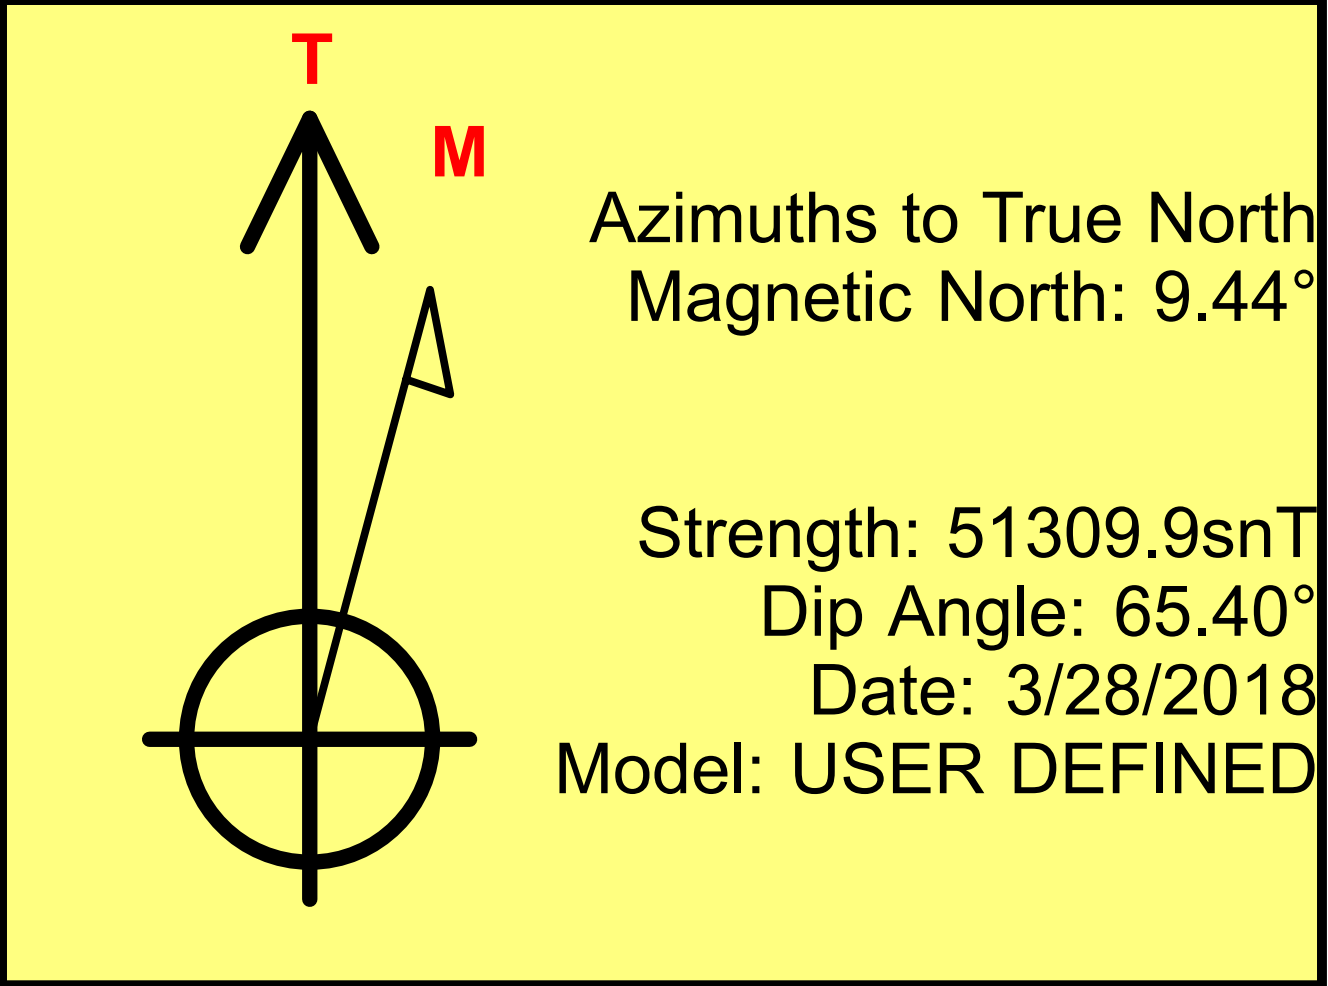 T
M
Azimuths to True North
Magnetic North: 9.44°
Strength: 51309.9snT
Dip Angle: 65.40°
Date: 3/28/2018
Model: USER DEFINED